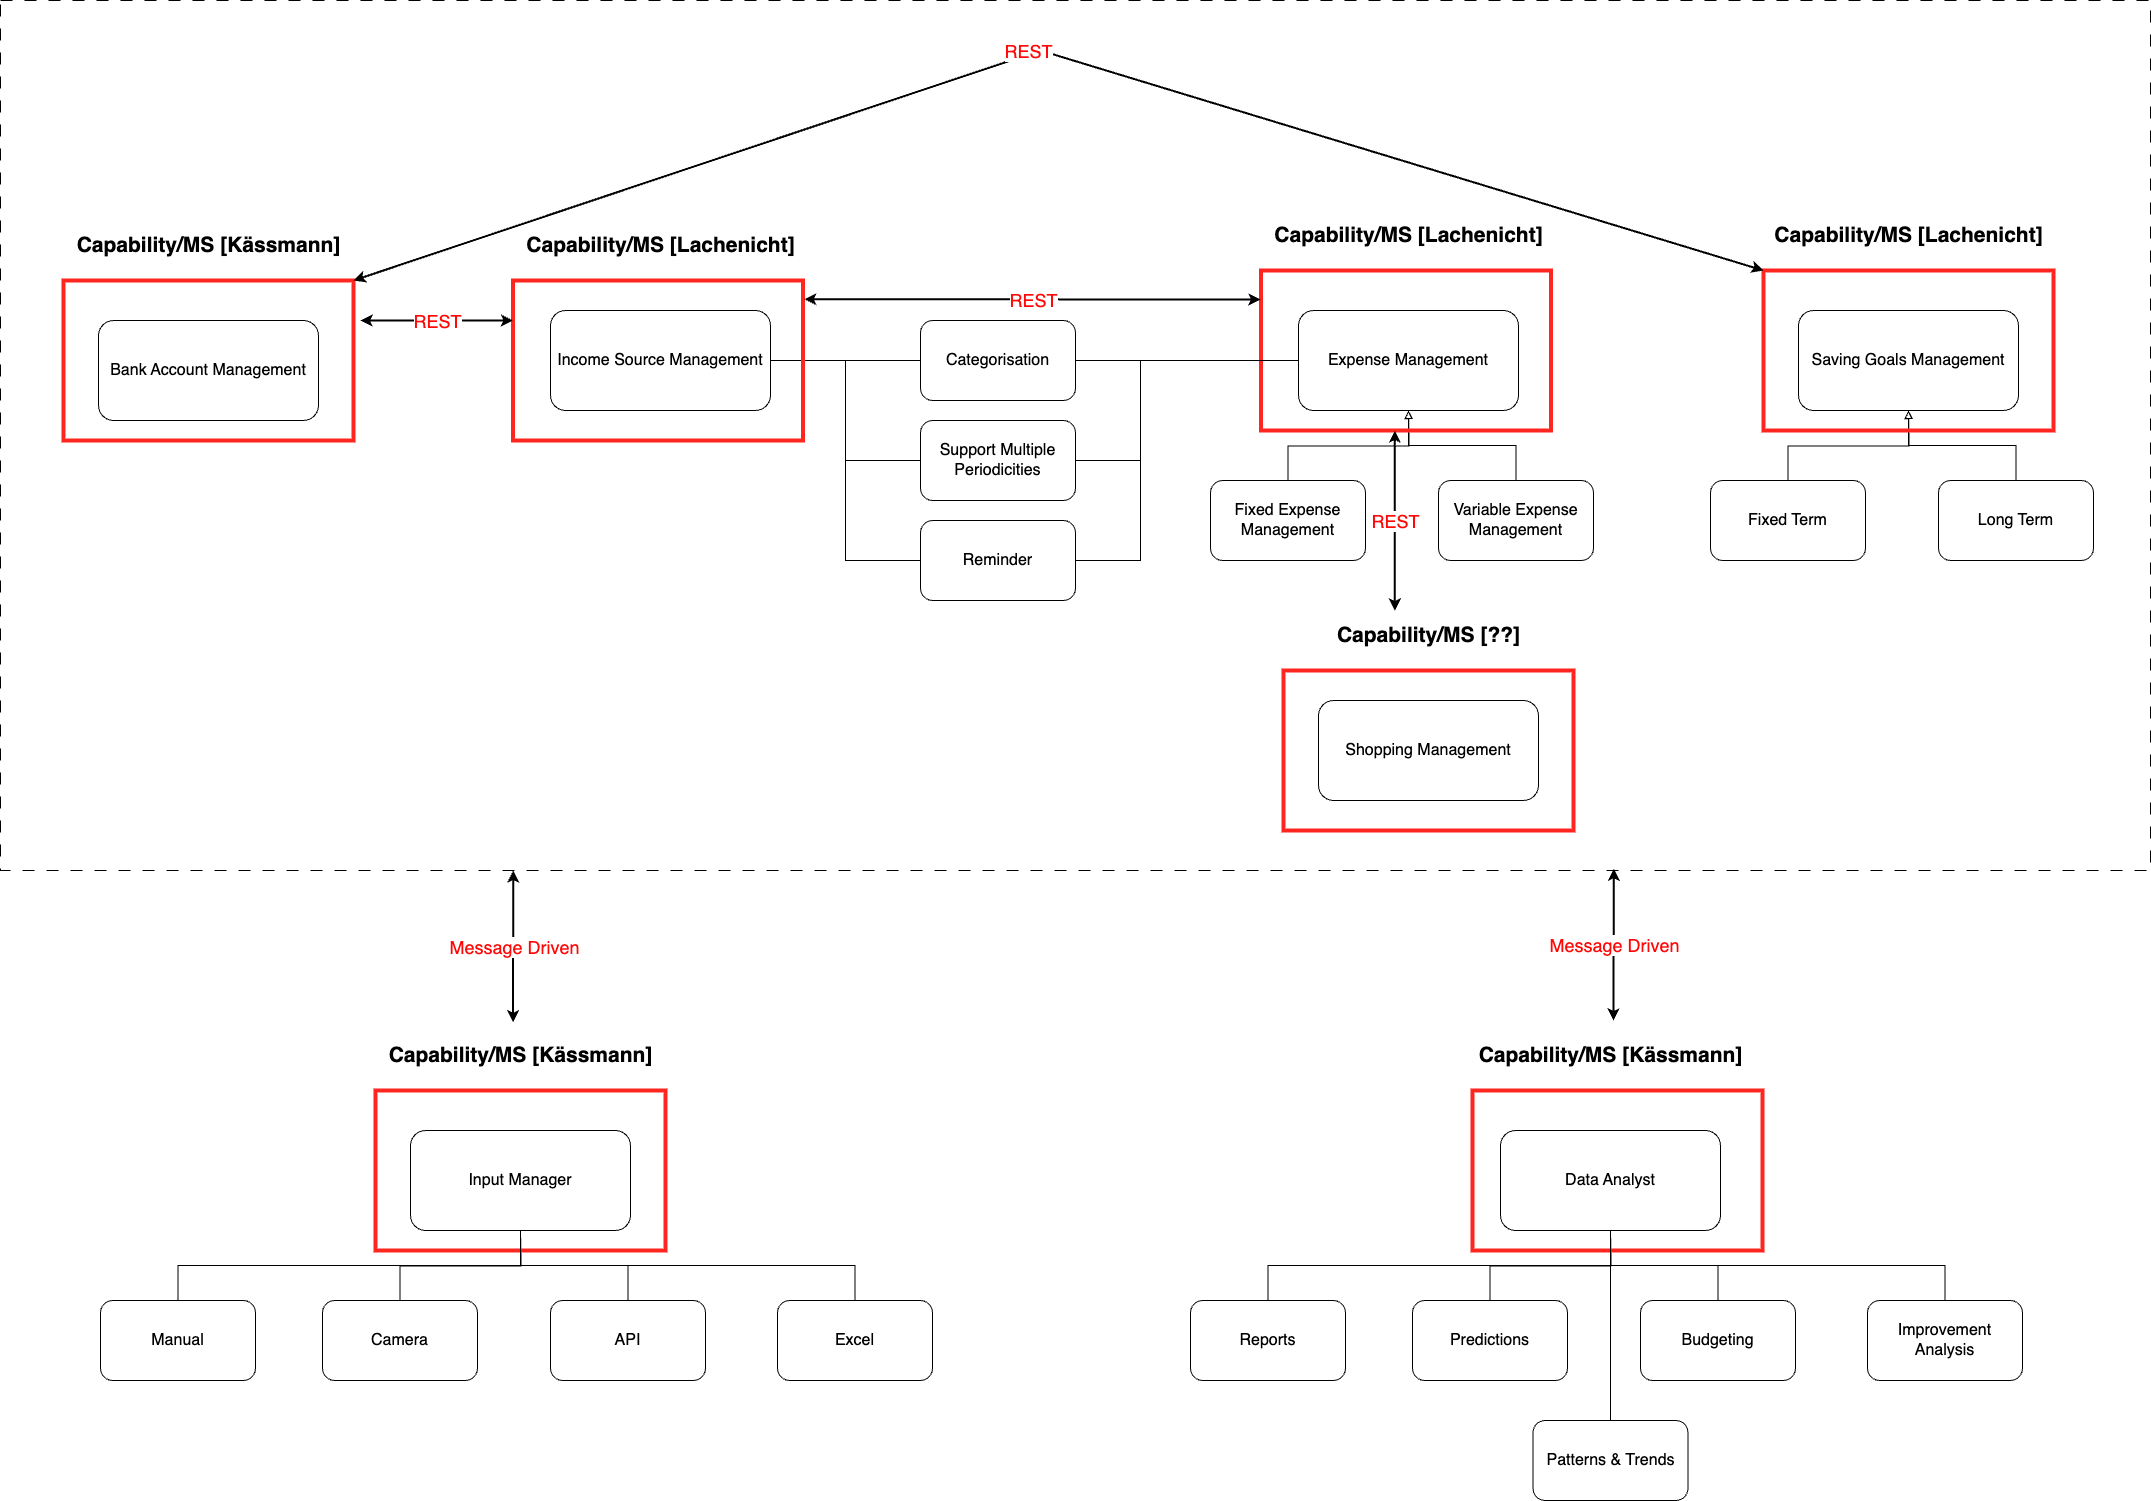 REST
Capability/MS [Kässmann]
Capability/MS [Lachenicht]
Capability/MS [Lachenicht]
Capability/MS [Lachenicht]
REST
REST
Bank Account Management
Income Source Management
Categorisation
Expense Management
Saving Goals Management
Support Multiple
Periodicities
Reminder
Fixed Expense
Management
REST
Variable Expense
Management
Fixed Term
Long Term
Capability/MS [??]
Shopping Management
Message Driven
Message Driven
Capability/MS [Kässmann]
Capability/MS [Kässmann]
Input Manager
Data Analyst
Manual
Camera
API
Excel
Reports
Predictions
Budgeting
Improvement
Analysis
Patterns & Trends